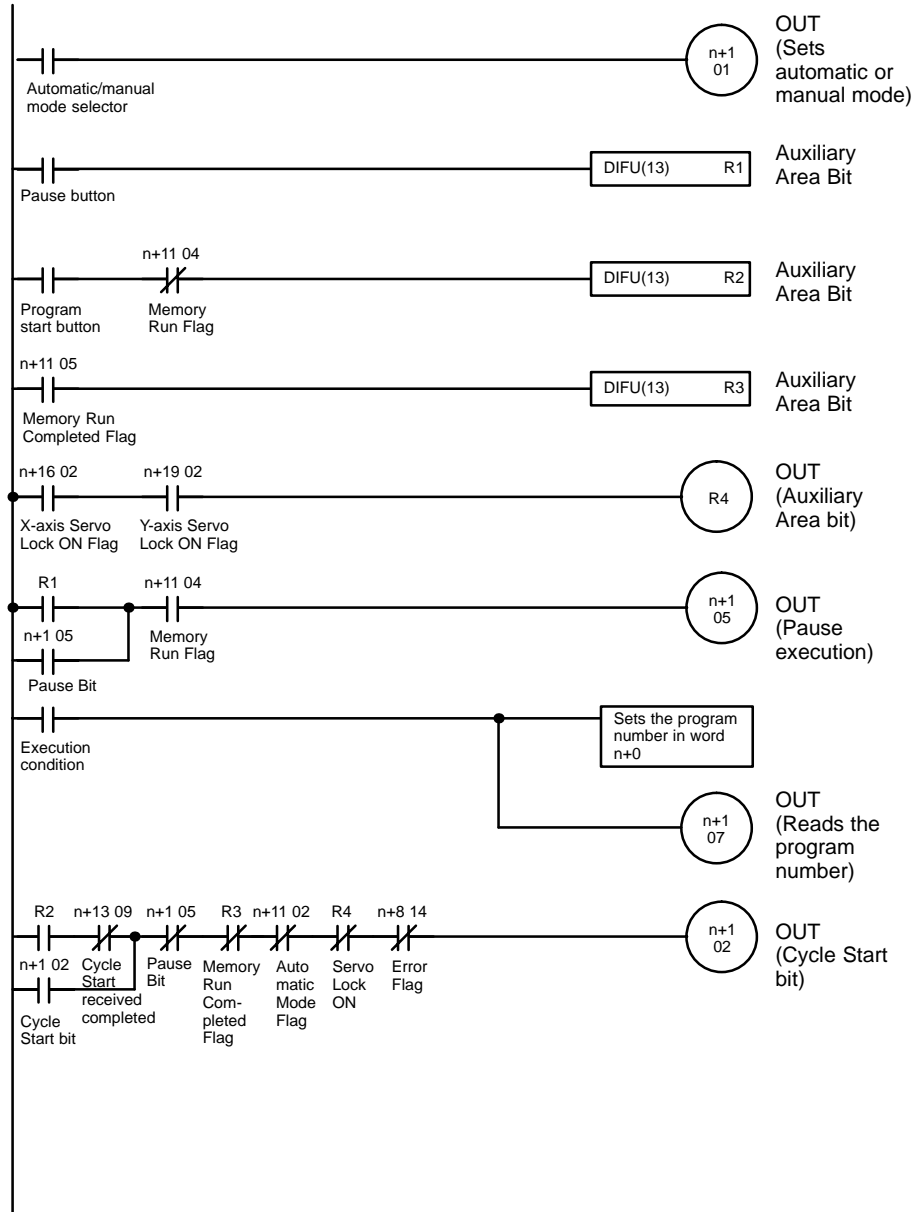 OUT
(Sets
automatic or
manual mode)
n+1
01
Automatic/manual
mode selector
Pause button
DIFU(13) R1
Auxiliary
Area Bit
n+11 04
Program
start button
Memory
Run Flag
DIFU(13) R2
Auxiliary
Area Bit
n+11 05
Memory Run
Completed Flag
DIFU(13) R3
Auxiliary
Area Bit
n+16 02
n+19 02
X-axis Servo
Lock ON Flag
Y-axis Servo
Lock ON Flag
R4
OUT
(Auxiliary
Area bit)
R1
n+11 04
n+1 05
Memory
Run Flag
Pause Bit
n+1
05
OUT
(Pause
execution)
Execution
condition
Sets the program
number in word
n+0
n+1
07
OUT
(Reads the
program
number)
R2 n+13 09 n+1 05 R3 n+11 02 R4 n+8 14
n+1 02
Cycle
Start bit
Cycle
Start
received
completed
Pause
Bit
Memory
Run
Com-
pleted
Flag
Auto
matic
Mode
Flag
Servo
Lock
ON
Error
Flag
n+1
02
OUT
(Cycle Start
bit)